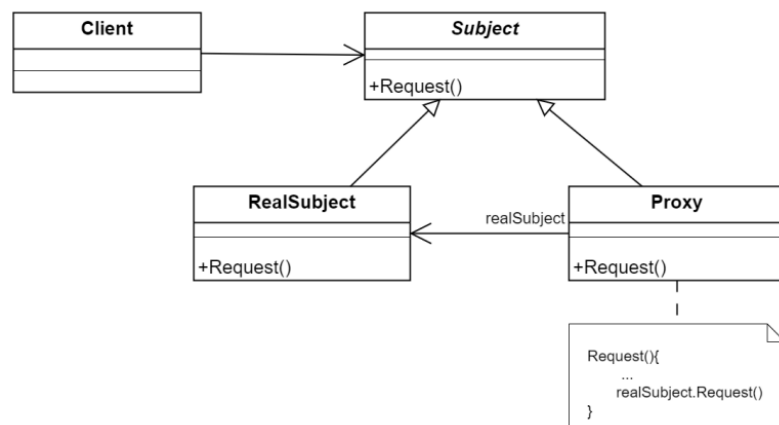 Client
Subject
+Request()
RealSubject
+Request()
realSubject
Proxy
+Request()
Request(){
...
realSubject.Request()
}